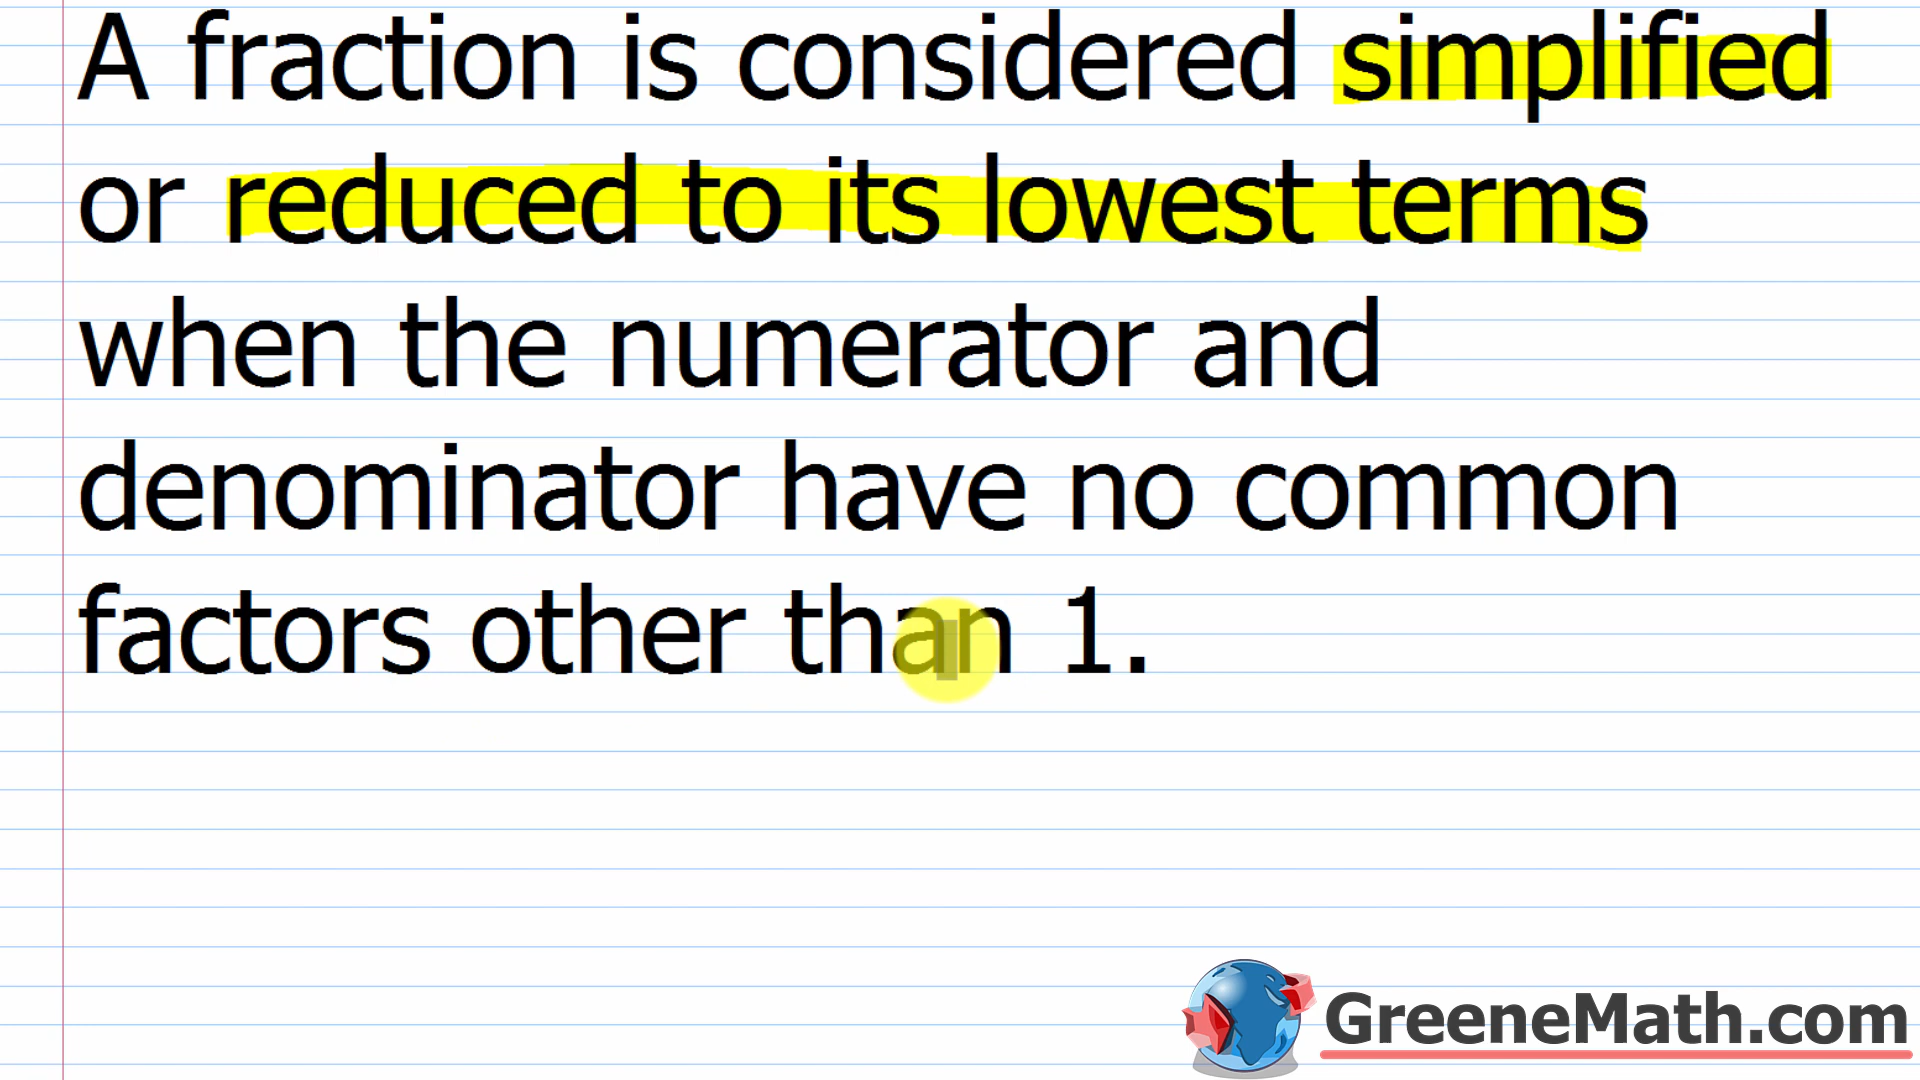 A fraction is considered simplified
or reduced to its lowest terms
when the numerator and
denominator have no common
factors other than 1.
GreeneMath.com